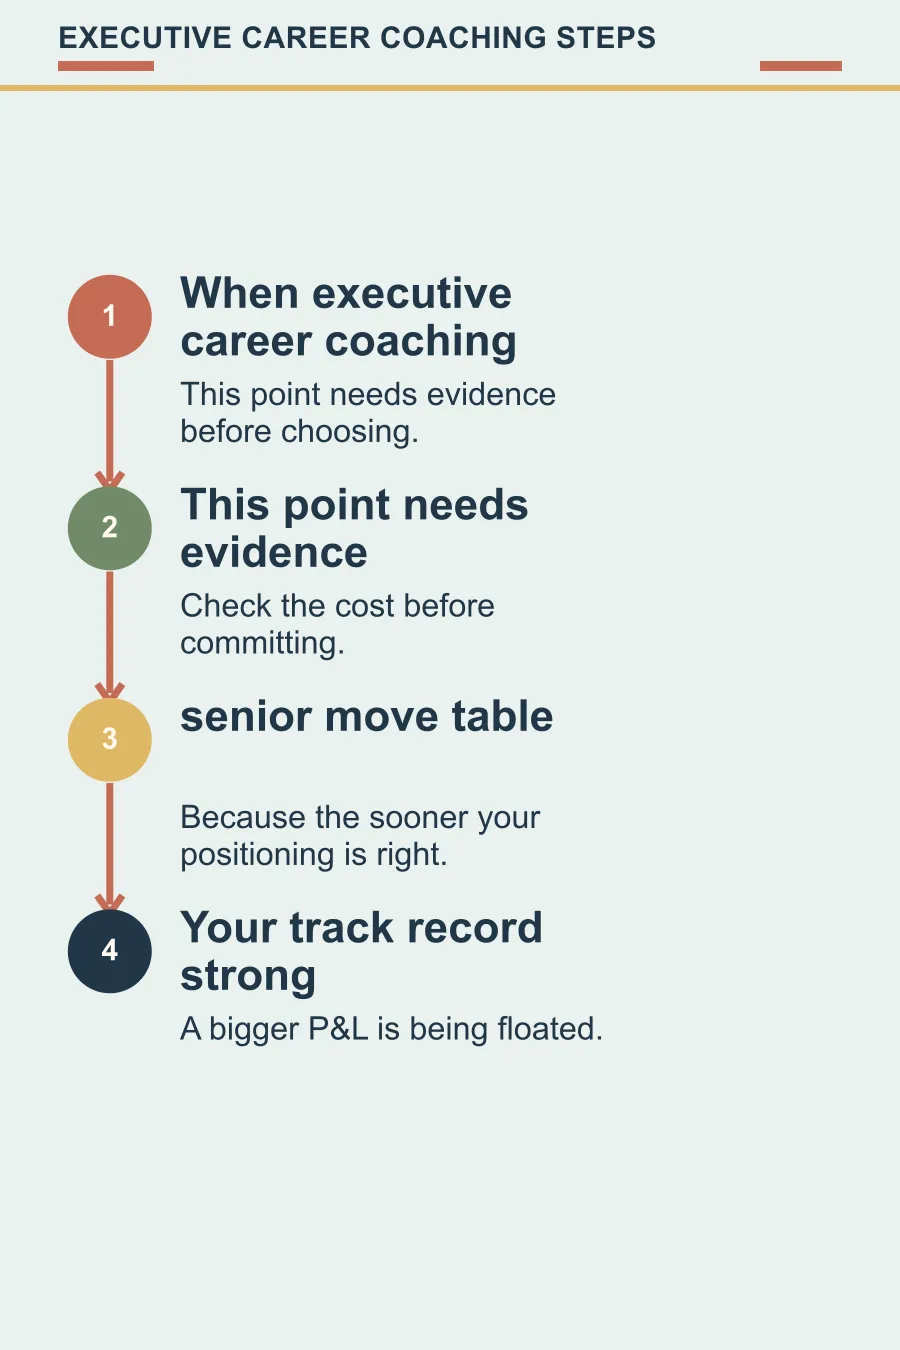 EXECUTIVE CAREER COACHING STEPS
1
When executive
career coaching
This point needs evidence
before choosing.
2
This point needs
evidence
Check the cost before
committing.
3
senior move table
Because the sooner your
positioning is right.
4
Your track record
strong
A bigger P&L is being floated.